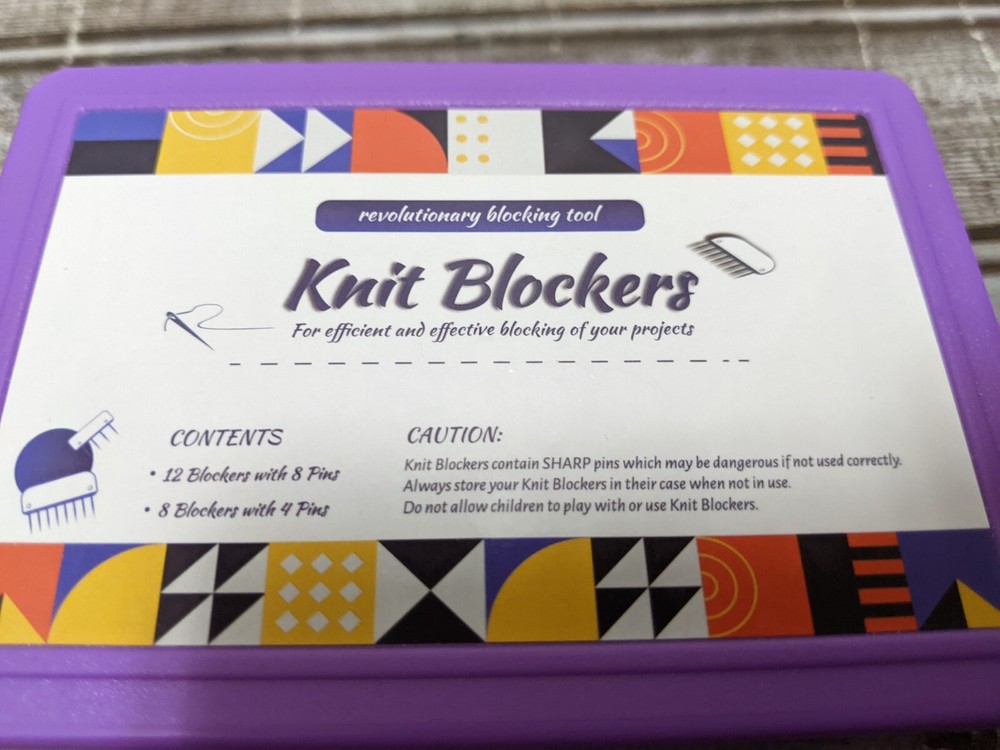 revolutionary blocking tool
Knit Blockers
For efficient and effective blocking of your projects
CONTENTS
• 12 Blockers with 8 Pins
• 8 Blockers with 4 Pins
CAUTION:
Knit Blockers contain SHARP pins which may be dangerous if not used correctly.
Always store your Knit Blockers in their case when not in use.
Do not allow children to play with or use Knit Blockers.